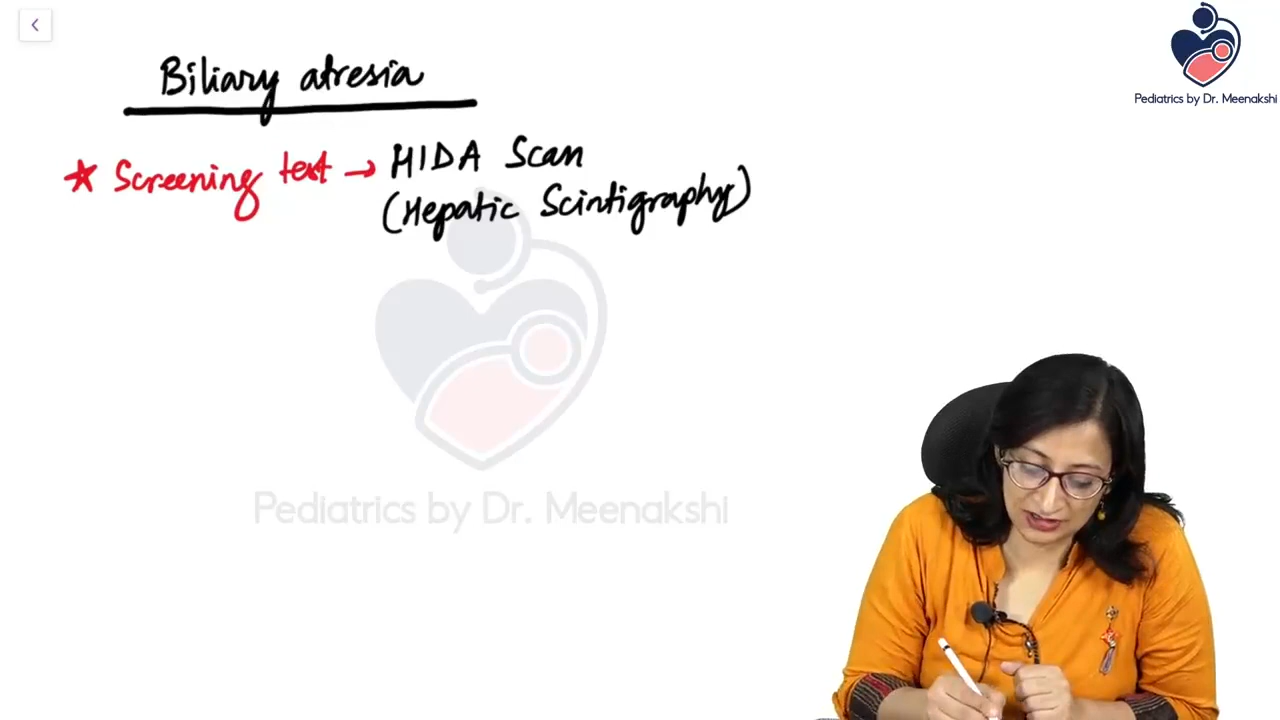 Biliary atresia
Pediatrics by Dr. Meenakshi
★ Screening test → HIDA Scan
(Hepatic Scintigraphy)
Pediatrics by Dr. Meenakshi